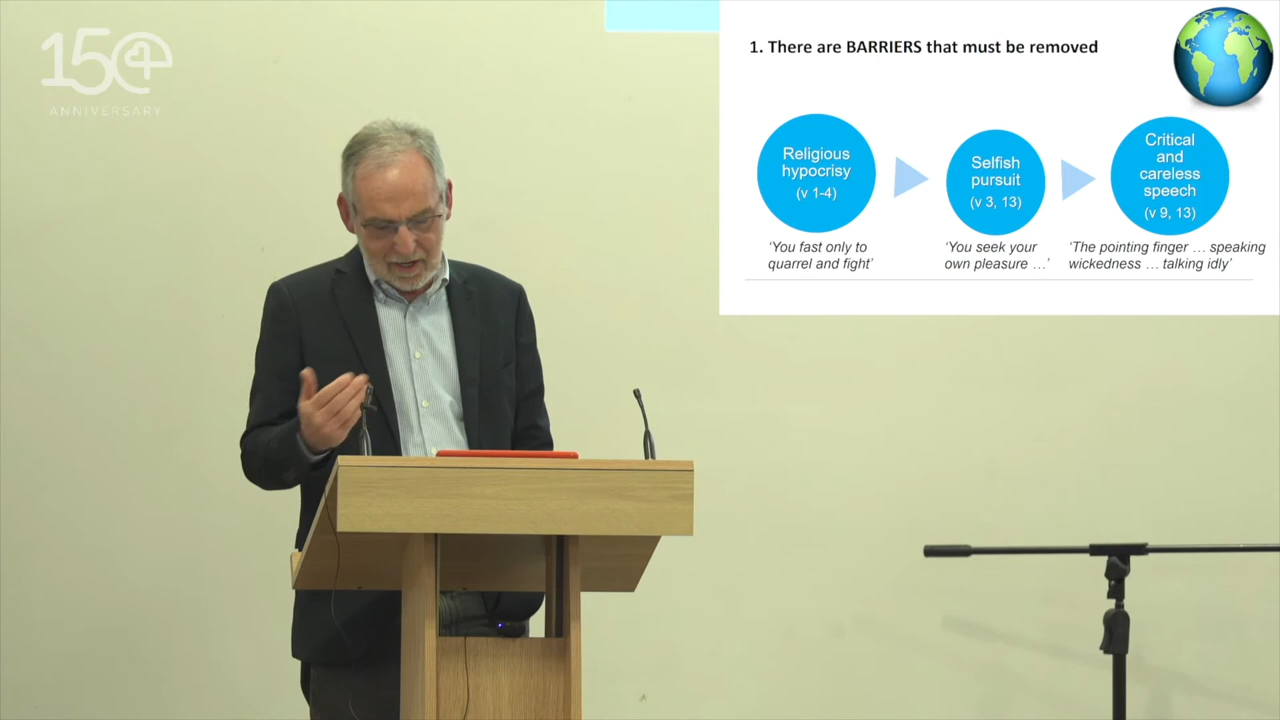 150
ANNIVERSARY
1. There are BARRIERS that must be removed
Religious
hypocrisy
(v 1-4)
Selfish
pursuit
(v 3, 13)
Critical
and
careless
speech
(v 9, 13)
‘You fast only to
quarrel and fight’
‘You seek your
own pleasure …’
‘The pointing finger … speaking
wickedness … talking idly’